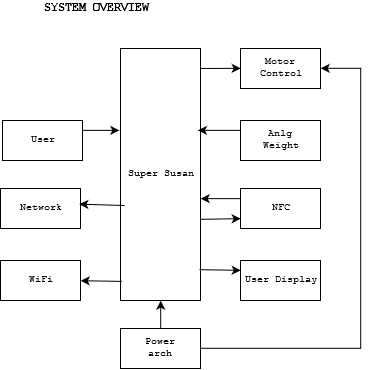 SYSTEM OVERVIEW
Motor
Control
User
Anlg
Weight
Super Susan
Network
NFC
WiFi
User Display
Power
arch